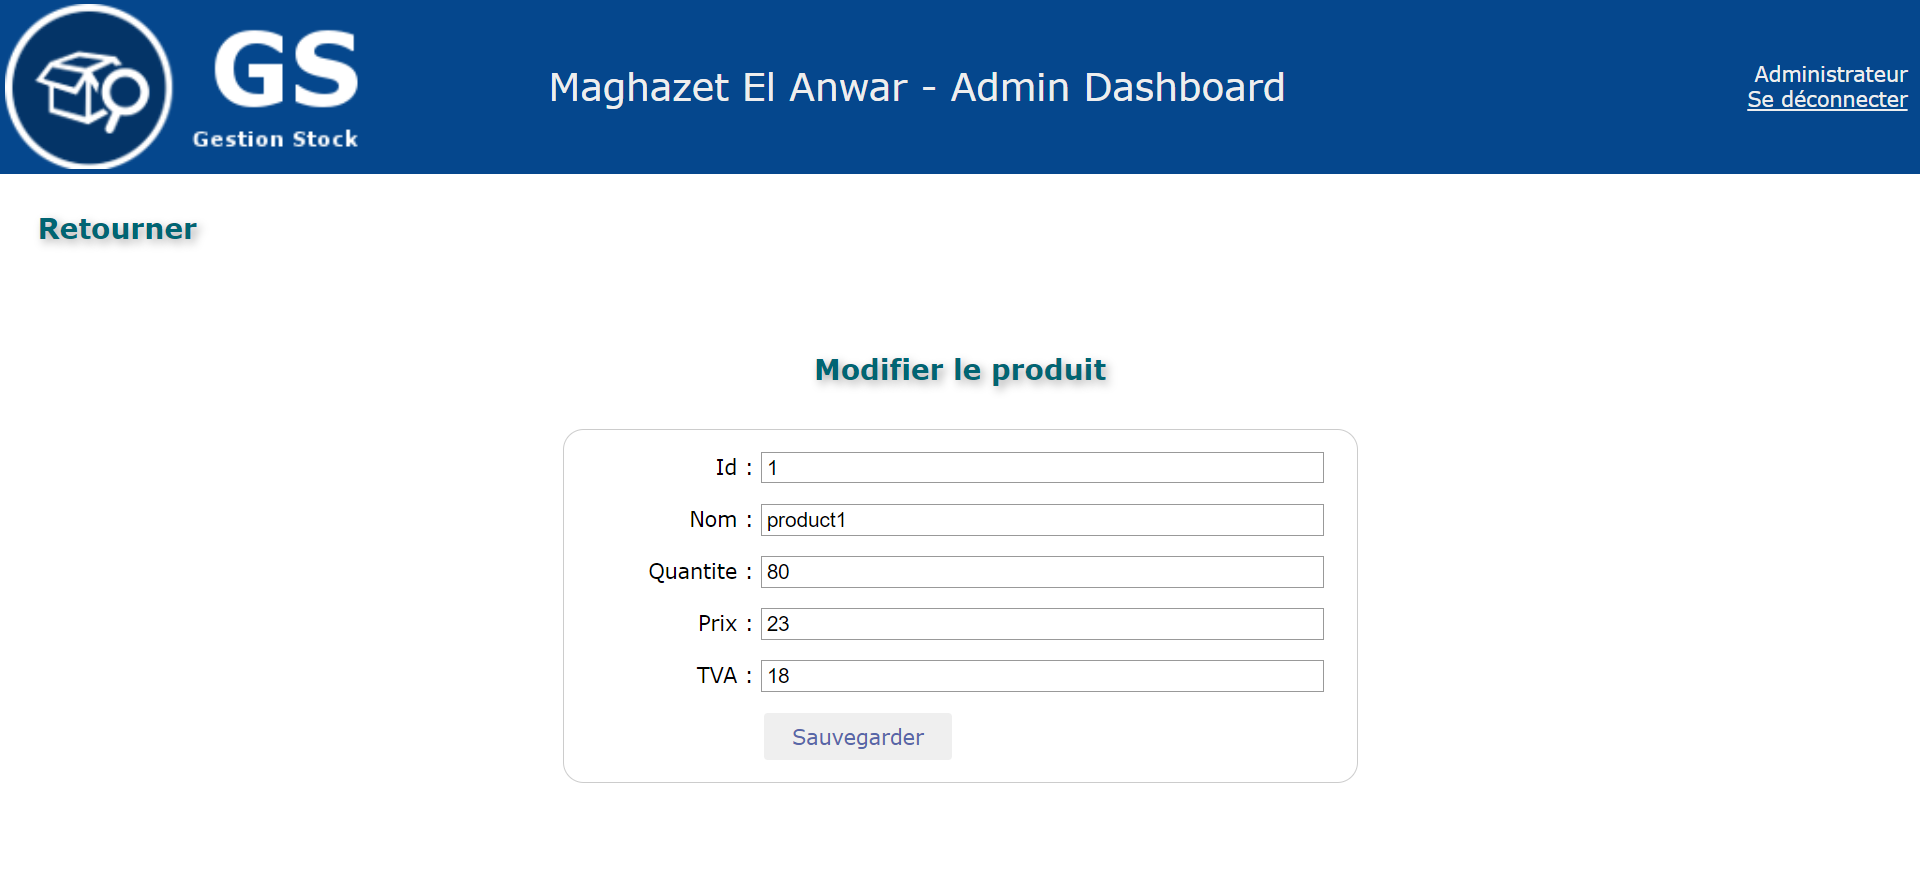 GS
Gestion Stock
Maghazet El Anwar - Admin Dashboard
Administrateur
Se déconnecter
Retourner
Modifier le produit
Id : 1
Nom : product1
Quantite : 80
Prix : 23
TVA : 18
Sauvegarder